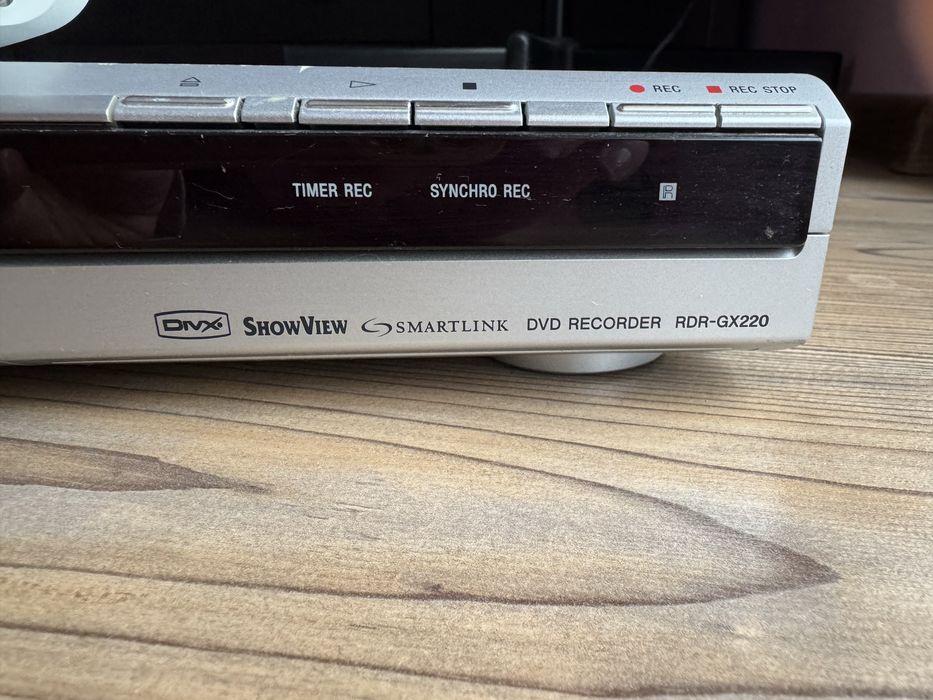 REC REC STOP
TIMER REC SYNCHRO REC
DIVX SHOWVIEW SMARTLINK DVD RECORDER RDR-GX220